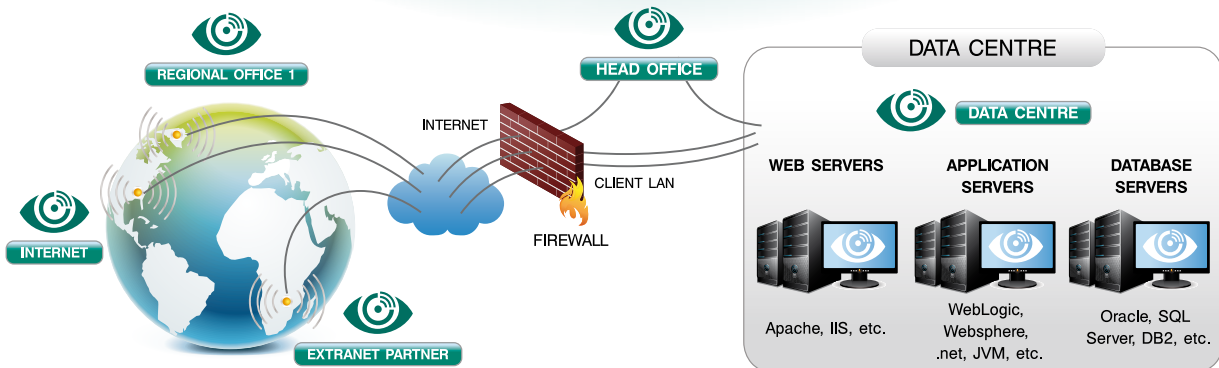 REGIONAL OFFICE 1
INTERNET
EXTRANET PARTNER
INTERNET
HEAD OFFICE
CLIENT LAN
FIREWALL
DATA CENTRE
DATA CENTRE
WEB SERVERS
Apache, IIS, etc.
APPLICATION
SERVERS
WebLogic,
Websphere,
.net, JVM, etc.
DATABASE
SERVERS
Oracle, SQL
Server, DB2, etc.